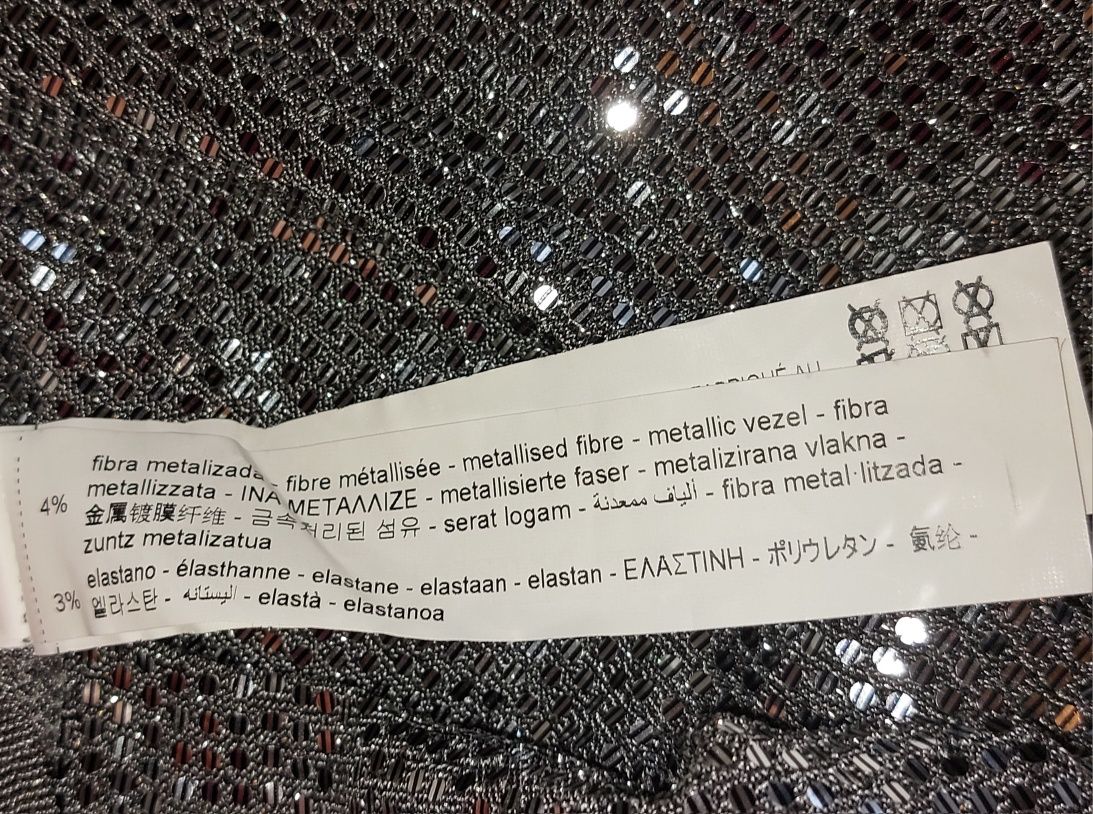 4%
fibra metalizada - fibre métallisée - metallised fibre - metallic vezel - fibra
metallizzata - ΙΝΑ ΜΕΤΑΛΛΙΖΕ - metallisierte faser - metalizirana vlakna -
金属镀膜纤维 - 금속처리된 섬유 - serat logam - ألياف ممعدنة - fibra metal·litzada -
zuntz metalizatua
3%
elastano - élasthanne - elastane - elastaan - elastan - ΕΛΑΣΤΙΝΗ - ポリウレタン - 氨纶 -
엘라스탄 - اليستانه - elastà - elastanoa